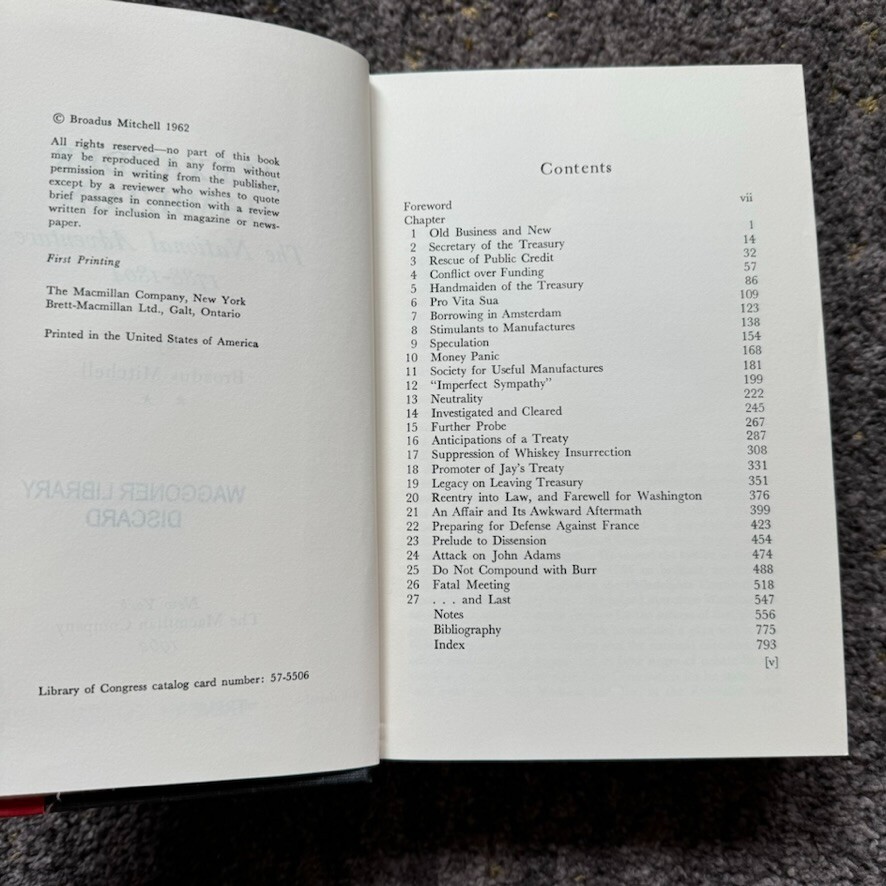 © Broadus Mitchell 1962
All rights reserved—no part of this book
may be reproduced in any form without
permission in writing from the publisher,
except by a reviewer who wishes to quote
brief passages in connection with a review
written for inclusion in magazine or news-
paper.
First Printing
The Macmillan Company, New York
Brett-Macmillan Ltd., Galt, Ontario
Printed in the United States of America
The National Adventure
Broadus Mitchell
WAGGONER LIBRARY
DISCARD
New York
The Macmillan Company
1962
Library of Congress catalog card number: 57-5506
Contents
Foreword vii
Chapter
1 Old Business and New 1
2 Secretary of the Treasury 14
3 Rescue of Public Credit 32
4 Conflict over Funding 57
5 Handmaiden of the Treasury 86
6 Pro Vita Sua 109
7 Borrowing in Amsterdam 123
8 Stimulants to Manufactures 138
9 Speculation 154
10 Money Panic 168
11 Society for Useful Manufactures 181
12 “Imperfect Sympathy” 199
13 Neutrality 222
14 Investigated and Cleared 245
15 Further Probe 267
16 Anticipations of a Treaty 287
17 Suppression of Whiskey Insurrection 308
18 Promoter of Jay's Treaty 331
19 Legacy on Leaving Treasury 351
20 Reentry into Law, and Farewell for Washington 376
21 An Affair and Its Awkward Aftermath 399
22 Preparing for Defense Against France 423
23 Prelude to Dissension 454
24 Attack on John Adams 474
25 Do Not Compound with Burr 488
26 Fatal Meeting 518
27 . . . and Last 547
Notes 556
Bibliography 775
Index 793
[v]